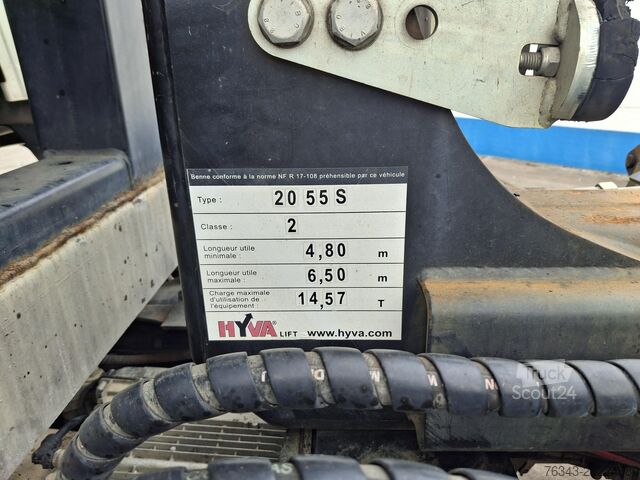 Benne conforme à la norme NF R 17-108 préhensible par ce véhicule
Type : 20 55 S
Classe : 2
Longueur utile minimale : 4,80 m
Longueur utile maximale : 6,50 m
Charge maximale d'utilisation de l'équipement : 14,57 T
HYVA LIFT www.hyva.com
Truck
Scout24